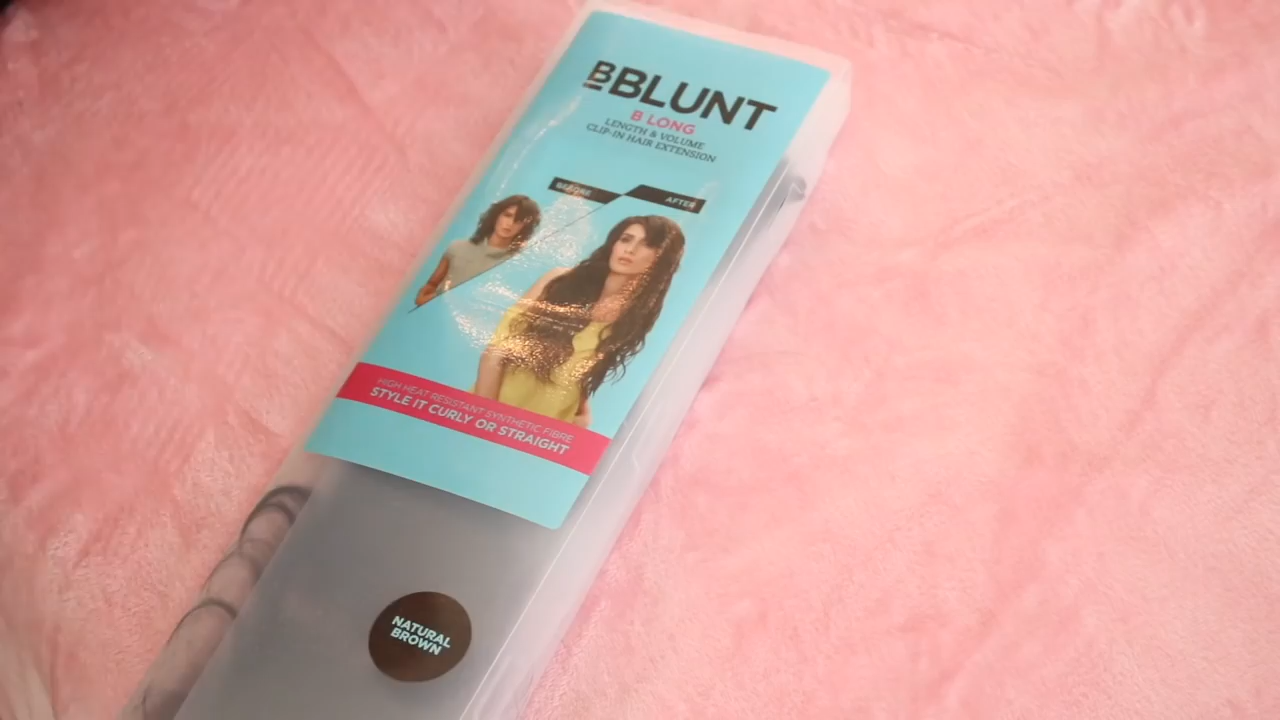 BBLUNT
B LONG
LENGTH & VOLUME
CLIP-IN HAIR EXTENSION
BEFORE
AFTER
HIGH HEAT RESISTANT SYNTHETIC FIBRE
STYLE IT CURLY OR STRAIGHT
NATURAL
BROWN